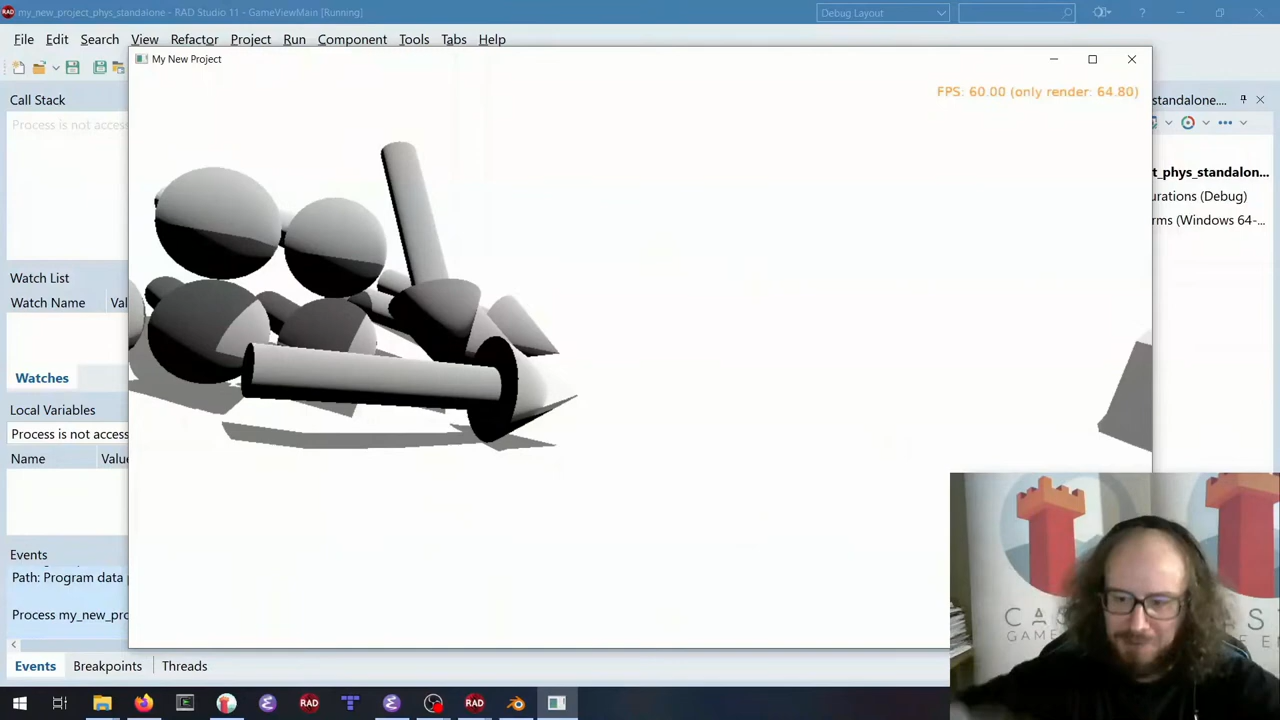 my_new_project_phys_standalone - RAD Studio 11 - GameViewMain [Running]
Debug Layout
File Edit Search View Refactor Project Run Component Tools Tabs Help
My New Project
FPS: 60.00 (only render: 64.80)
Call Stack
standalone....
Process is not access
t_phys_standalon...
urations (Debug)
rms (Windows 64-...
Watch List
Watch Name Val
Watches
Local Variables
Process is not access
Name Value
Events
Path: Program data p
Process my_new_pro
Events Breakpoints Threads
RAD
RAD